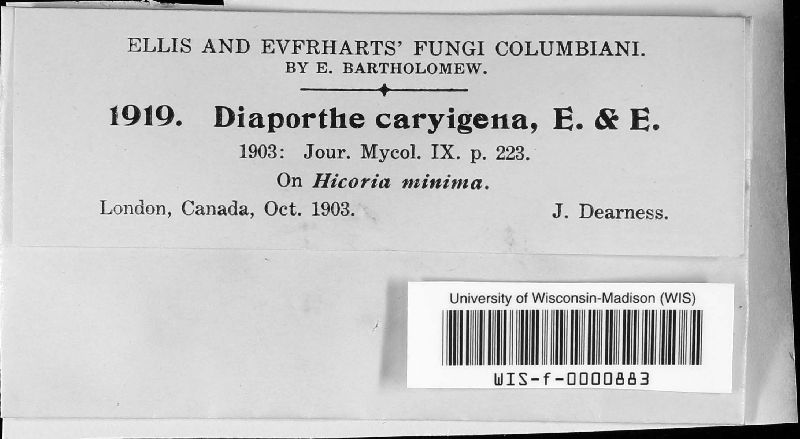 ELLIS AND EVFRHARTS' FUNGI COLUMBIANI.
BY E. BARTHOLOMEW.
1919. Diaporthe caryigena, E. & E.
1903: Jour. Mycol. IX. p. 223.
On Hicoria minima.
London, Canada, Oct. 1903. J. Dearness.
University of Wisconsin-Madison (WIS)
WIS-f-0000883